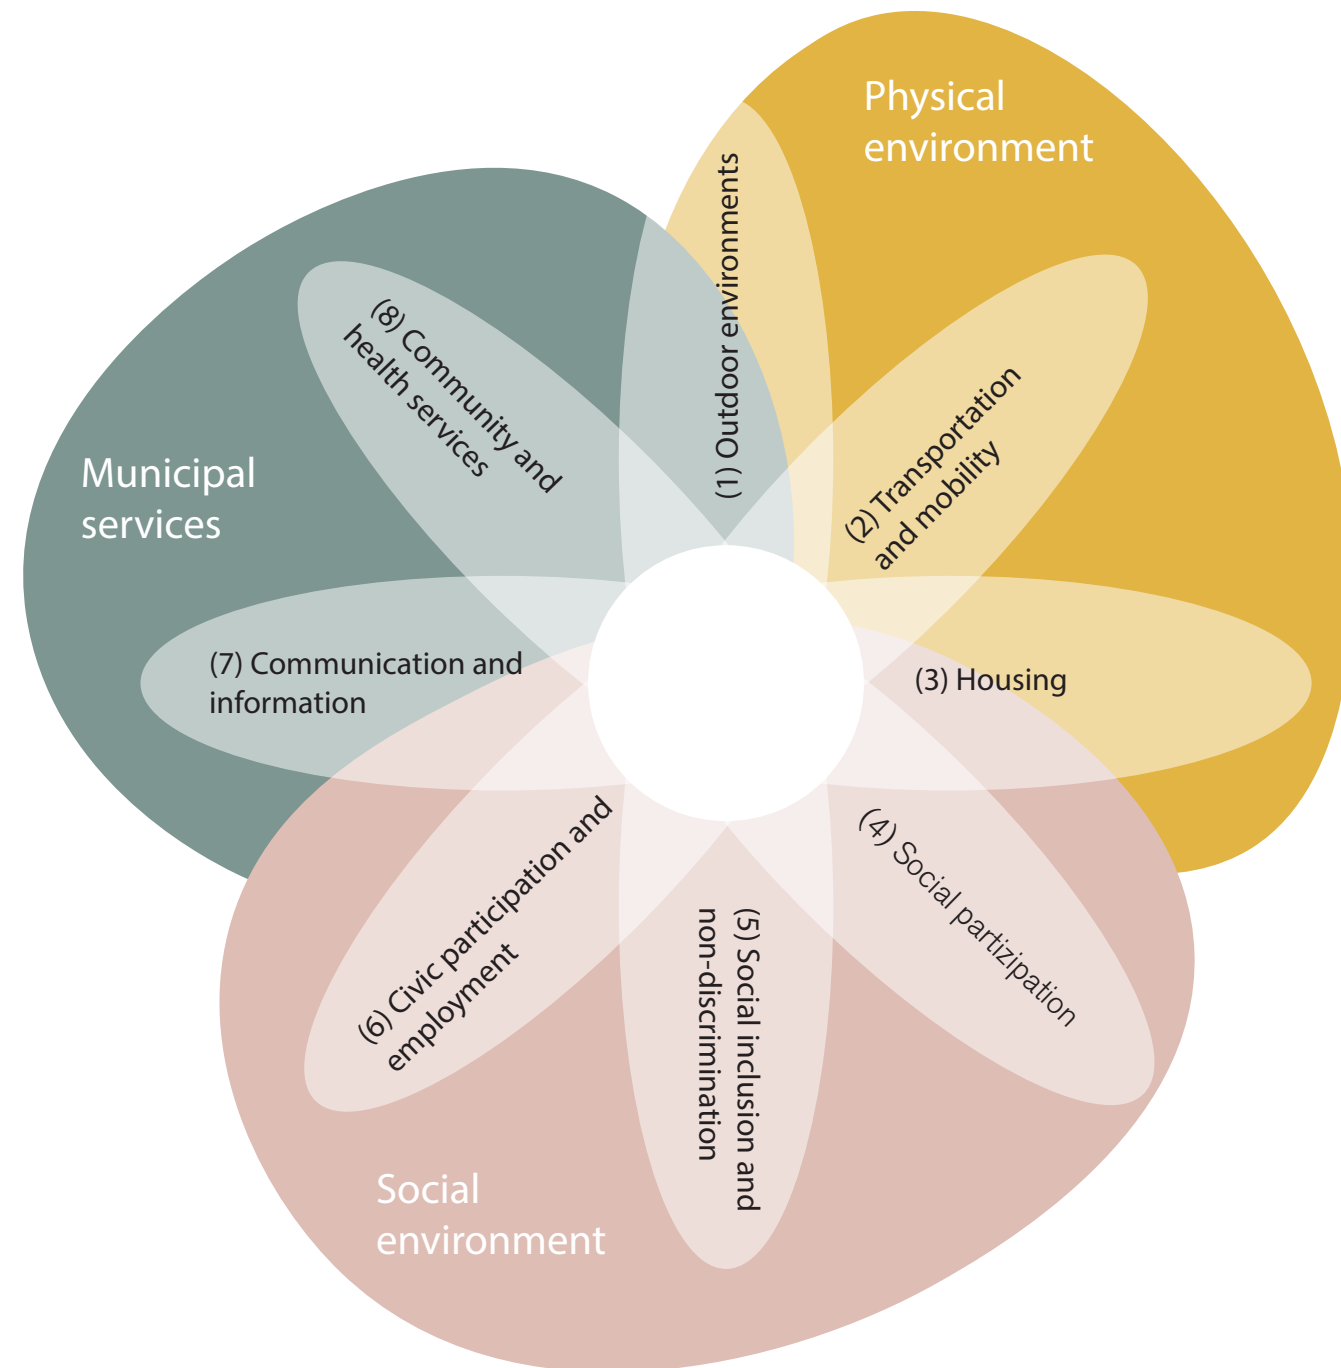 Physical
environment
(1) Outdoor environments
(2) Transportation
and mobility
(3) Housing
(4) Social partizipation
(5) Social inclusion and
non-discrimination
(6) Civic participation and
employment
(7) Communication and
information
(8) Community and
health services
Municipal
services
Social
environment